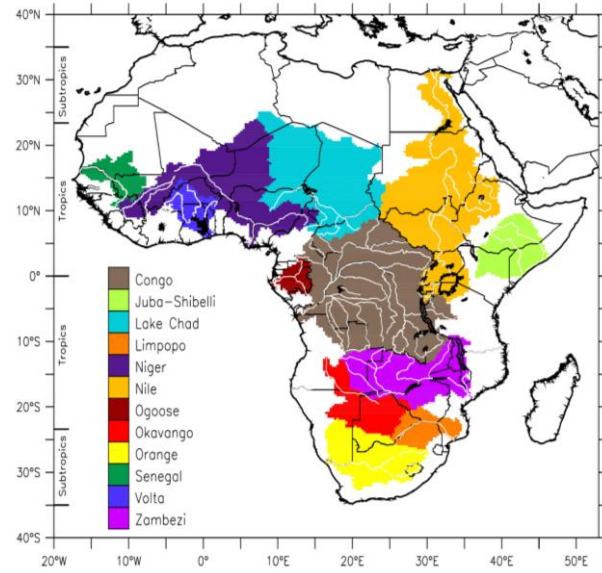 40°N
30°N
20°N
10°N
0°
10°S
20°S
30°S
40°S
Subtropics
Tropics
Tropics
Subtropics
Congo
Juba-Shibelli
Lake Chad
Limpopo
Niger
Nile
Ogoose
Okavango
Orange
Senegal
Volta
Zambezi
20°W 10°W 0° 10°E 20°E 30°E 40°E 50°E